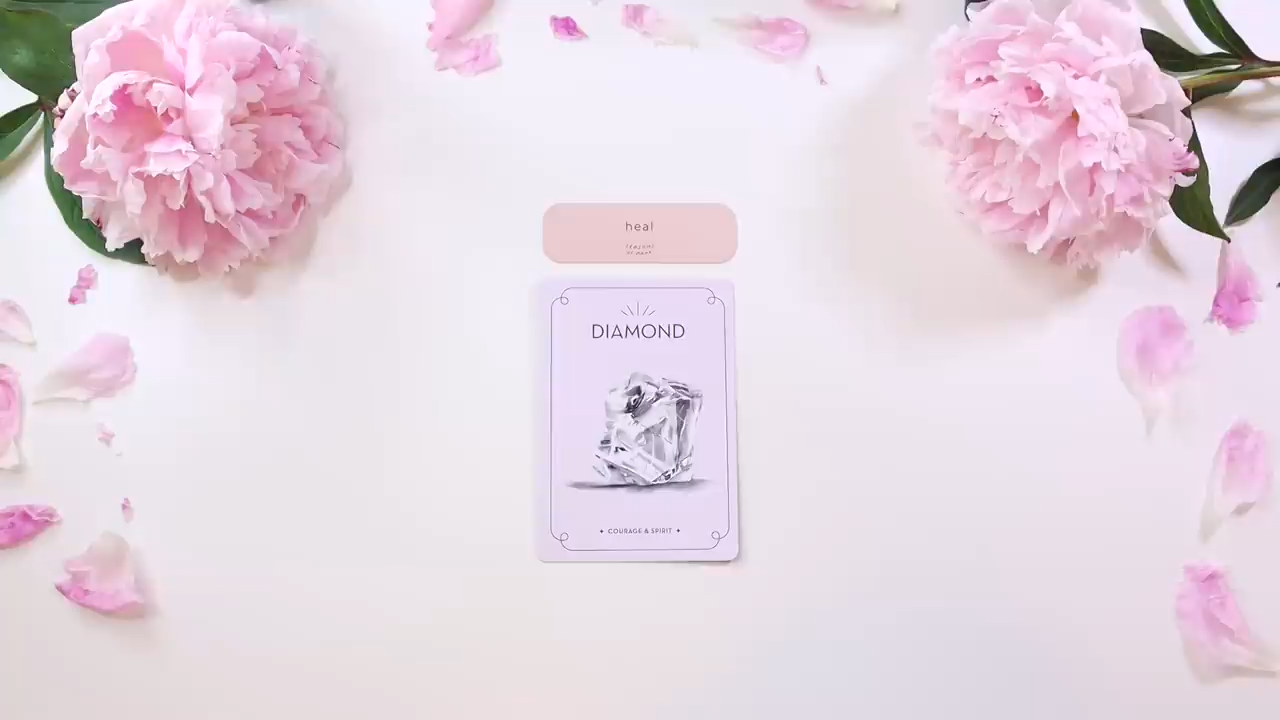 heal
DIAMOND
✦ COURAGE & SPIRIT ✦